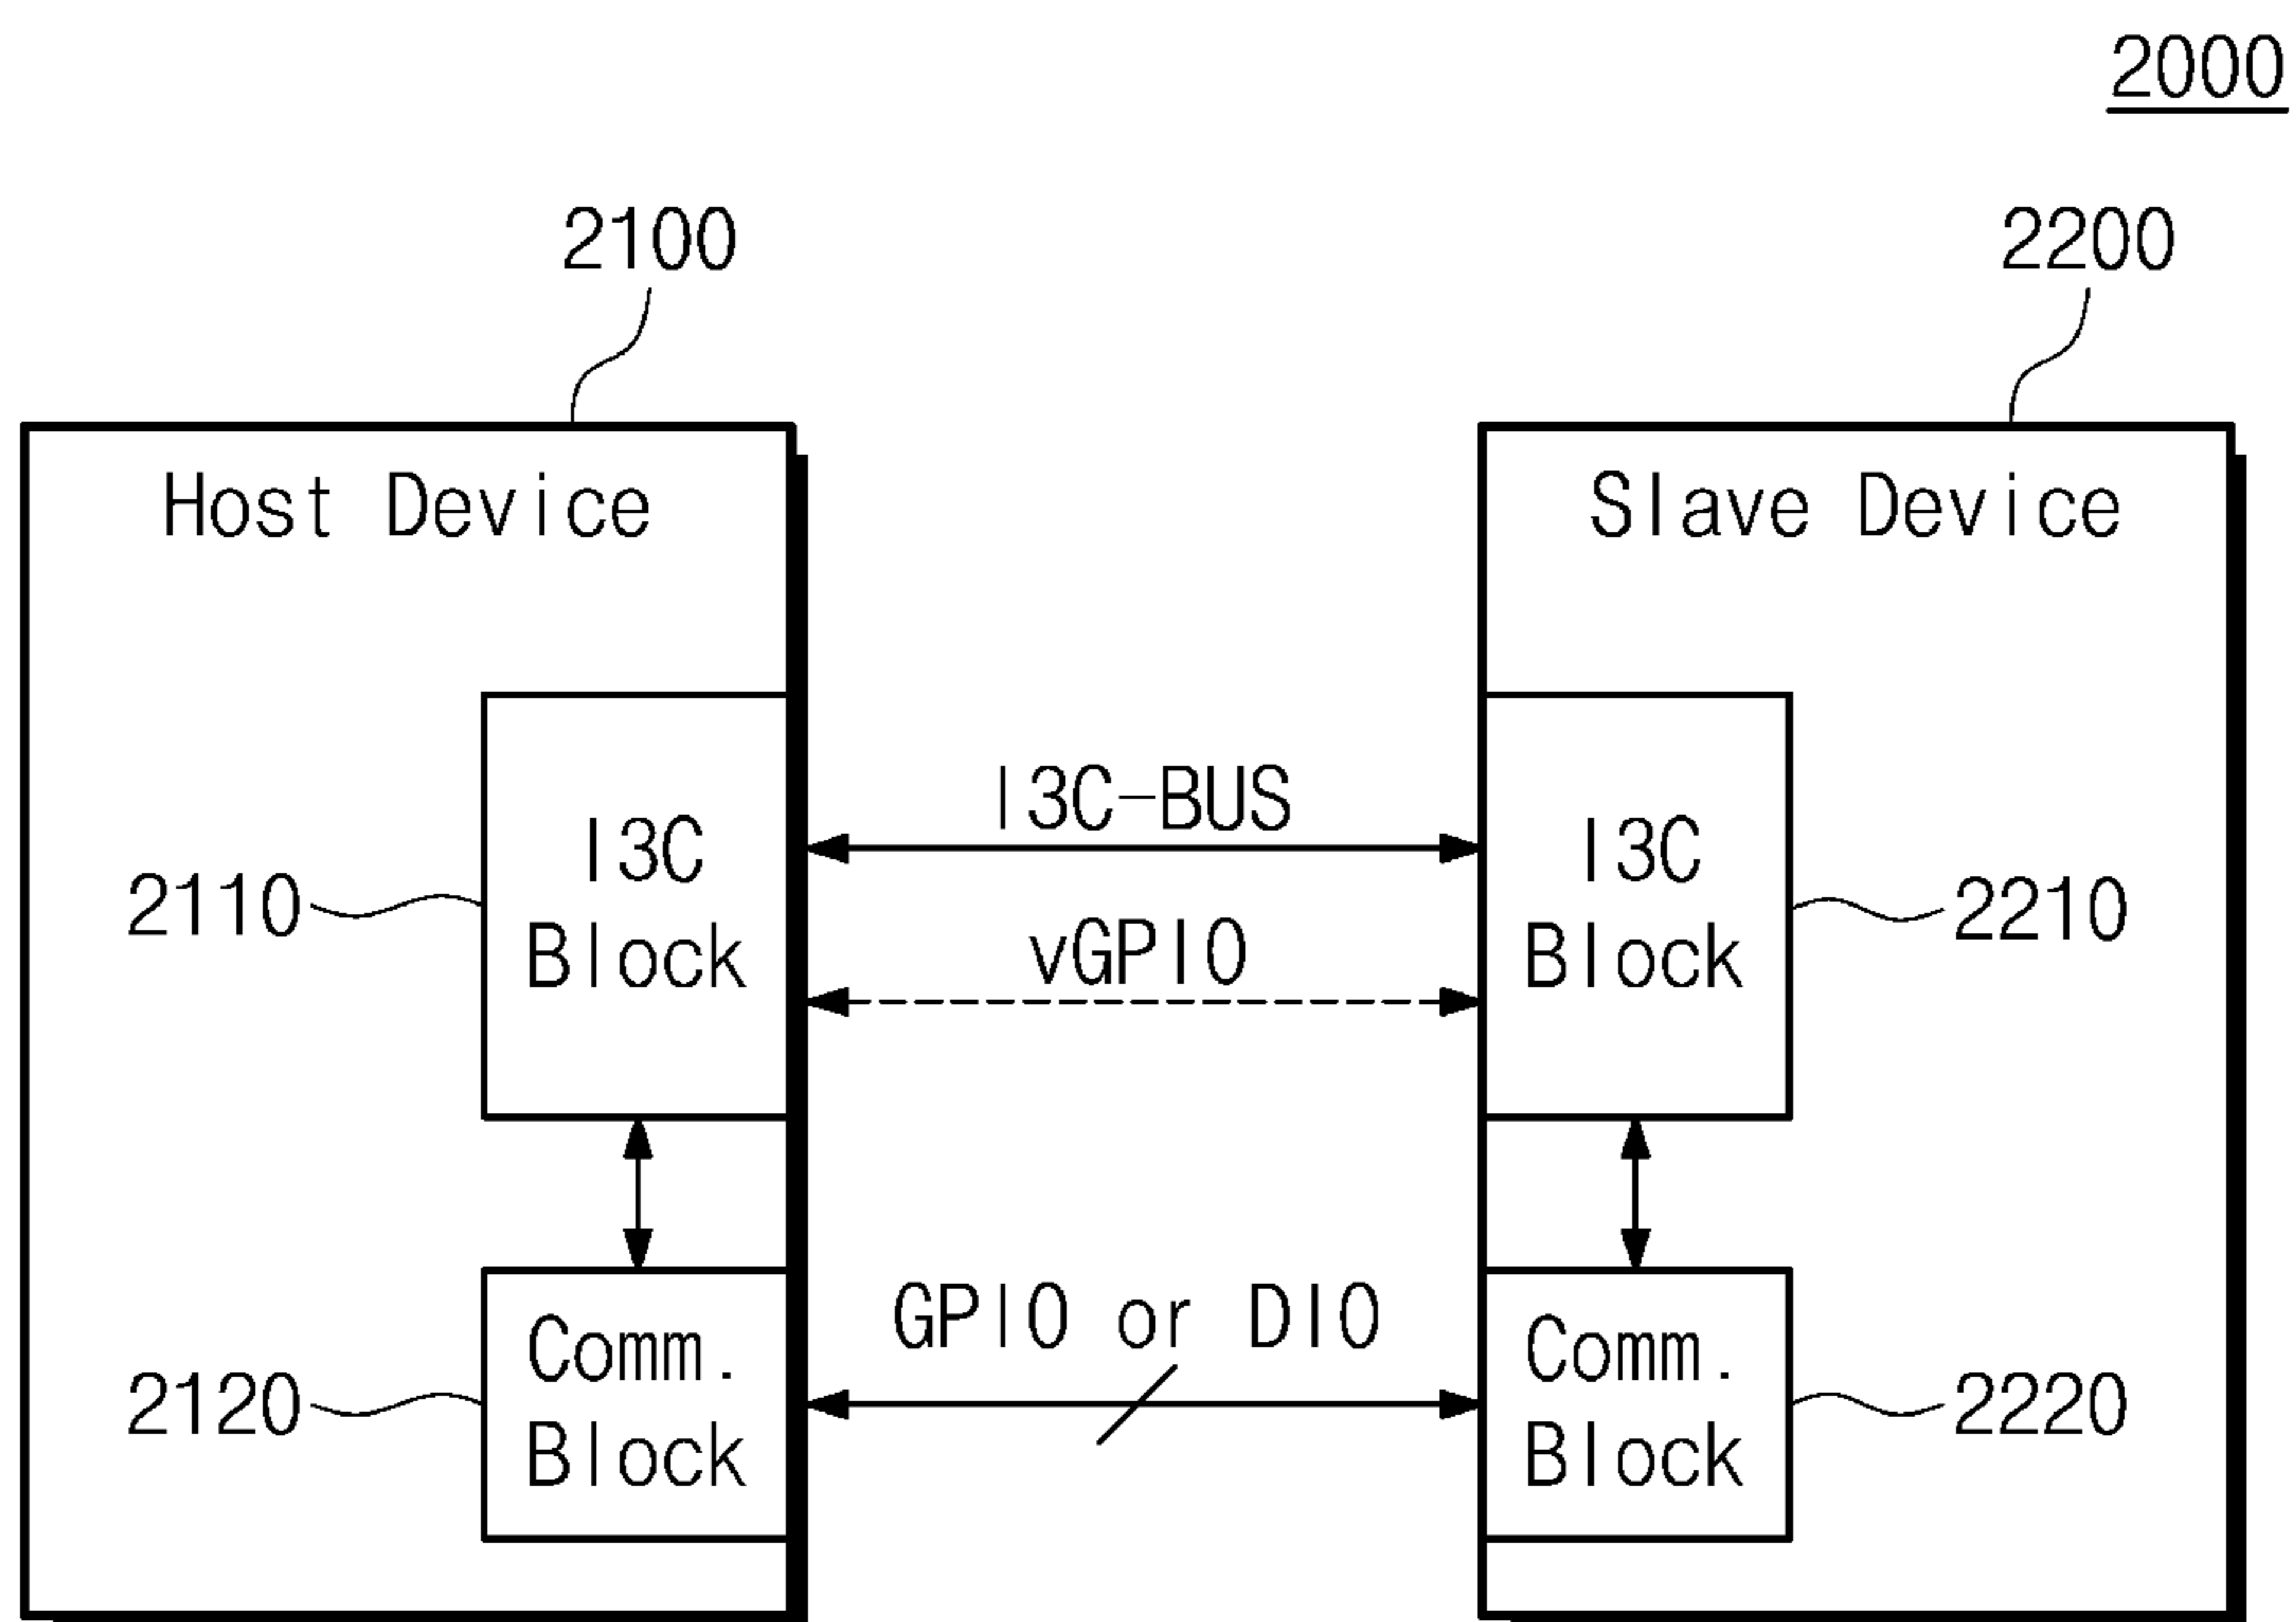 2000
2100
2200
Host Device
Slave Device
I3C-BUS
I3C
Block
I3C
Block
2110
2210
vGPIO
GPIO or DIO
Comm.
Block
Comm.
Block
2120
2220